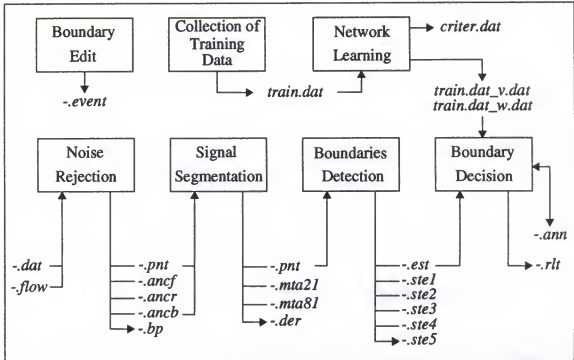 Boundary
Edit
-.event
Collection of
Training
Data
train.dat
Network
Learning
criter.dat
train.dat_v.dat
train.dat_w.dat
Noise
Rejection
Signal
Segmentation
Boundaries
Detection
Boundary
Decision
-.ann
-.rlt
-.dat
-.flow
-.pnt
-.ancf
-.ancr
-.ancb
-.bp
-.pnt
-.mta21
-.mta81
-.der
-.est
-.ste1
-.ste2
-.ste3
-.ste4
-.ste5